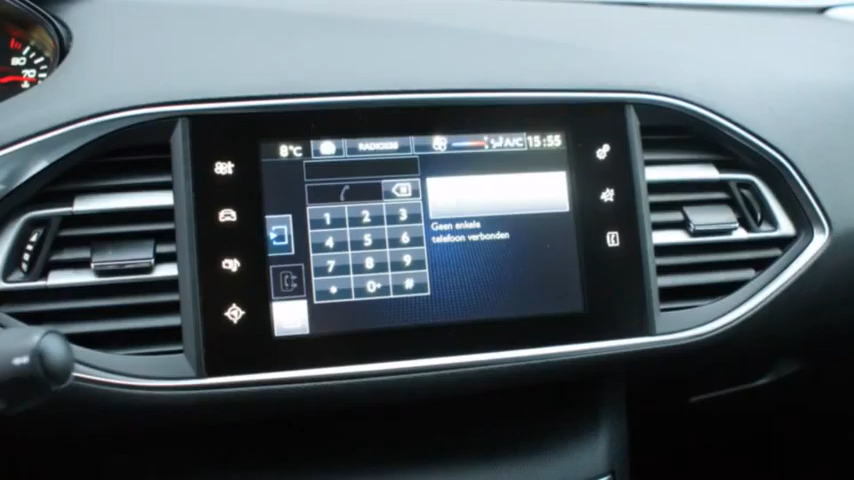 80
70
8°C
RADIO538
A/C
15:55
1 2 3
4 5 6
7 8 9
* 0+ #
Geen enkele
telefoon verbonden